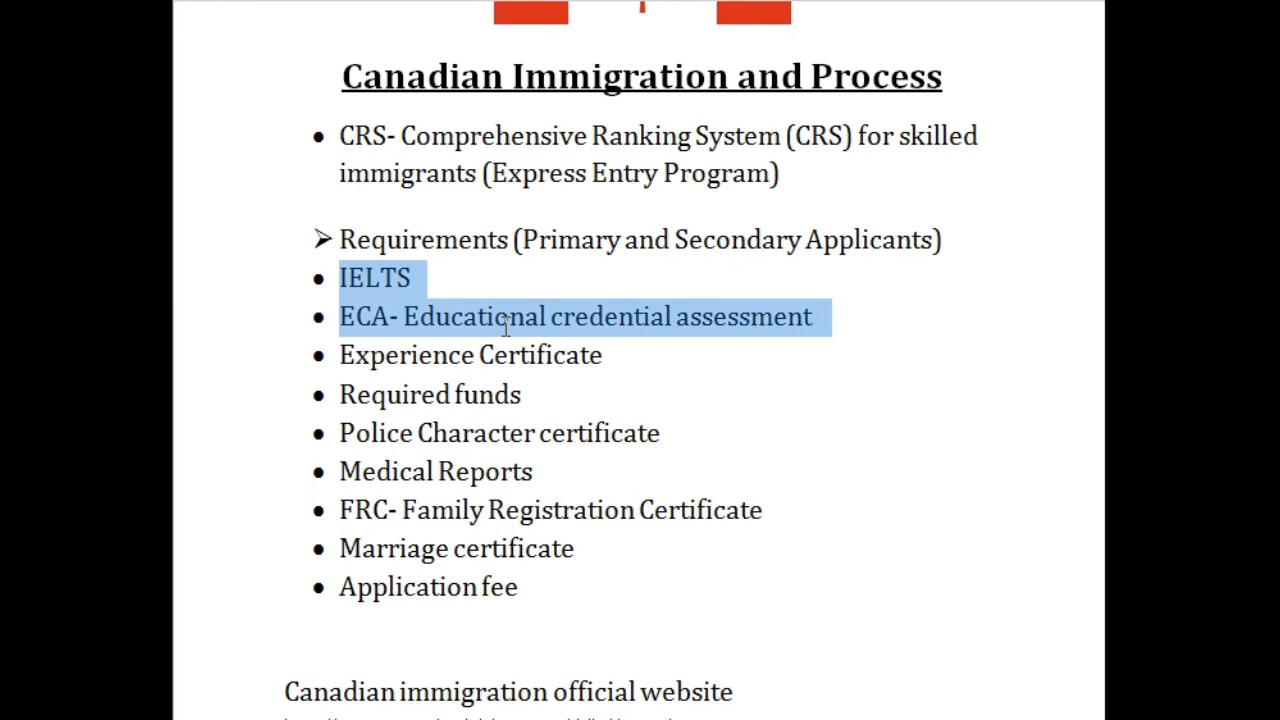 Canadian Immigration and Process
• CRS- Comprehensive Ranking System (CRS) for skilled
immigrants (Express Entry Program)
➢ Requirements (Primary and Secondary Applicants)
• IELTS
• ECA- Educational credential assessment
• Experience Certificate
• Required funds
• Police Character certificate
• Medical Reports
• FRC- Family Registration Certificate
• Marriage certificate
• Application fee
Canadian immigration official website